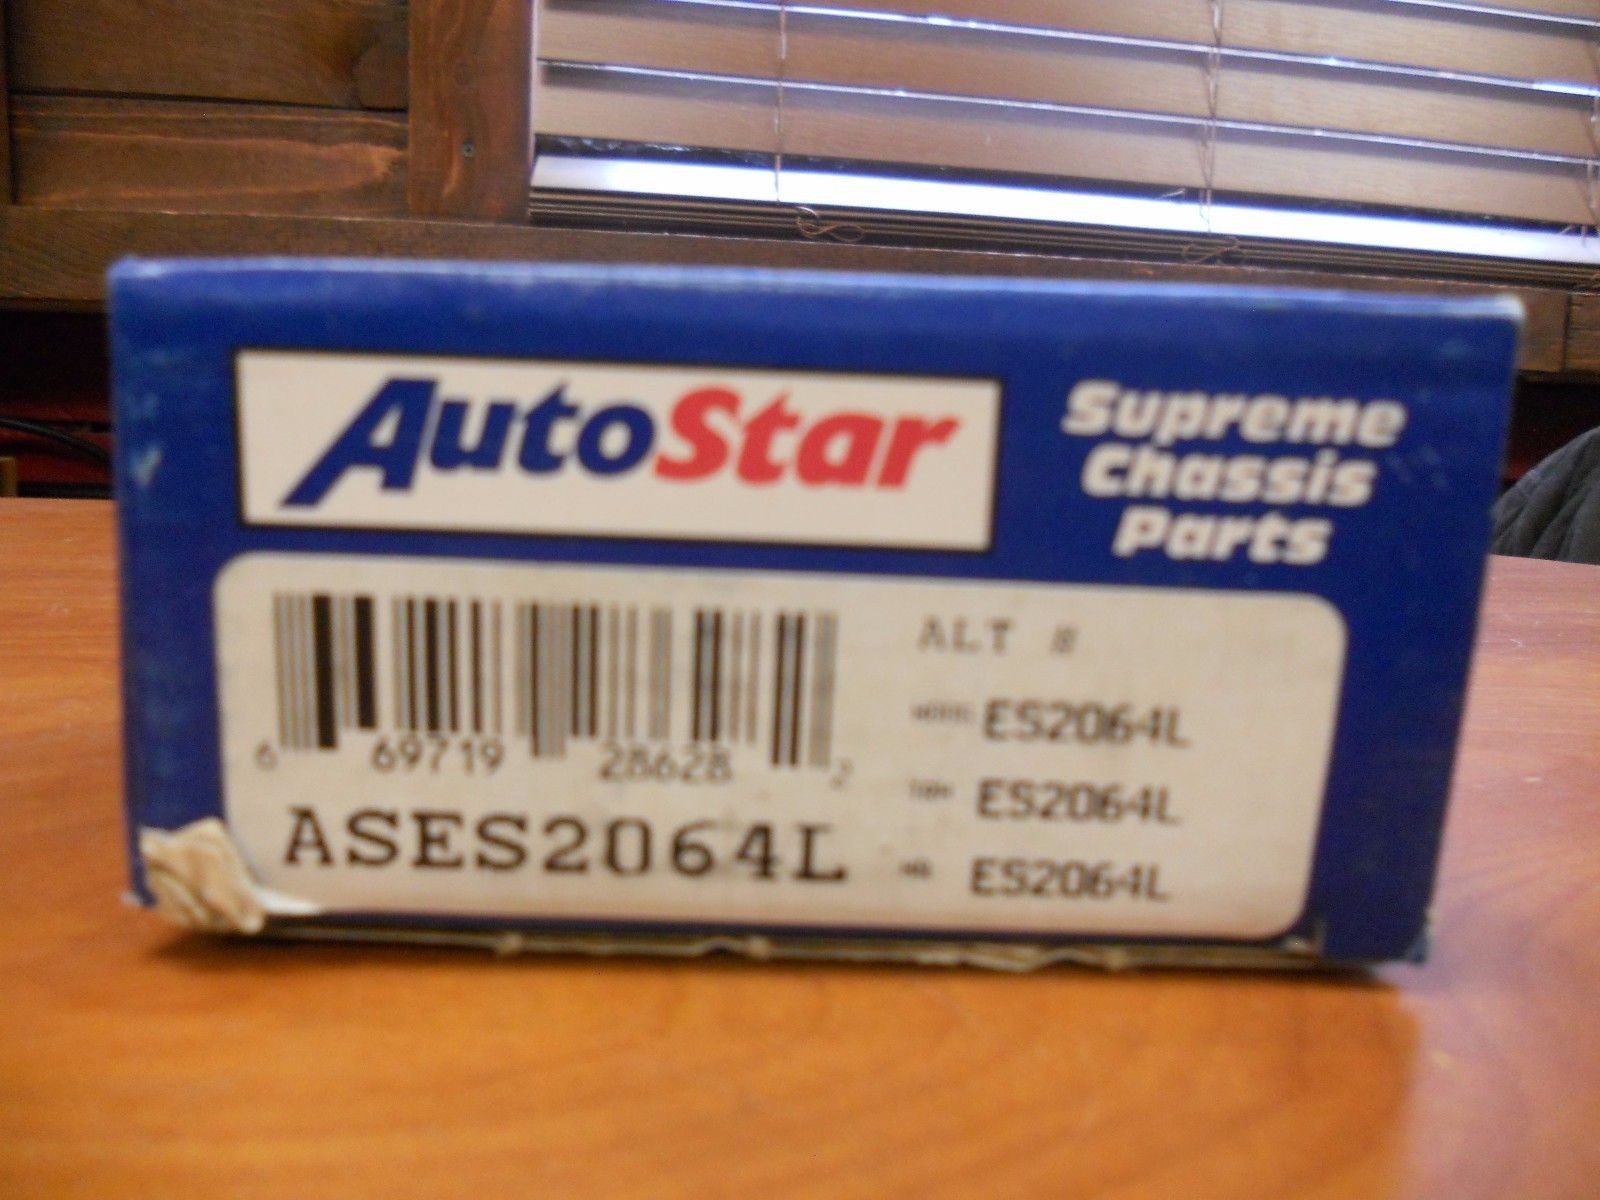 AutoStar
Supreme
Chassis
Parts
6 69719 28628 2
ASES2064L
ALT #
ES2064L
ES2064L
ES2064L